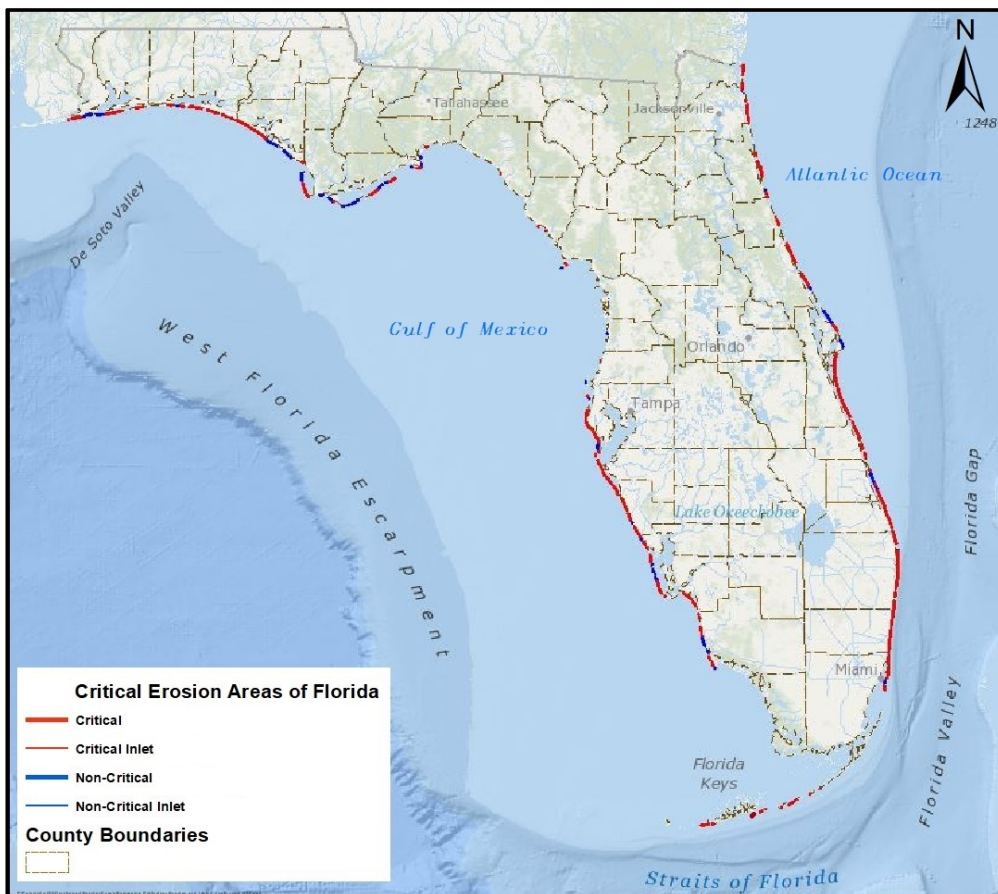 N
1248
Tallahassee
Jacksonville
Atlantic Ocean
De Soto Valley
Gulf of Mexico
West Florida Escarpment
Orlando
Tampa
Florida Gap
Lake Okeechobee
Miami
Florida Valley
Florida
Keys
Straits of Florida
Critical Erosion Areas of Florida
Critical
Critical Inlet
Non-Critical
Non-Critical Inlet
County Boundaries